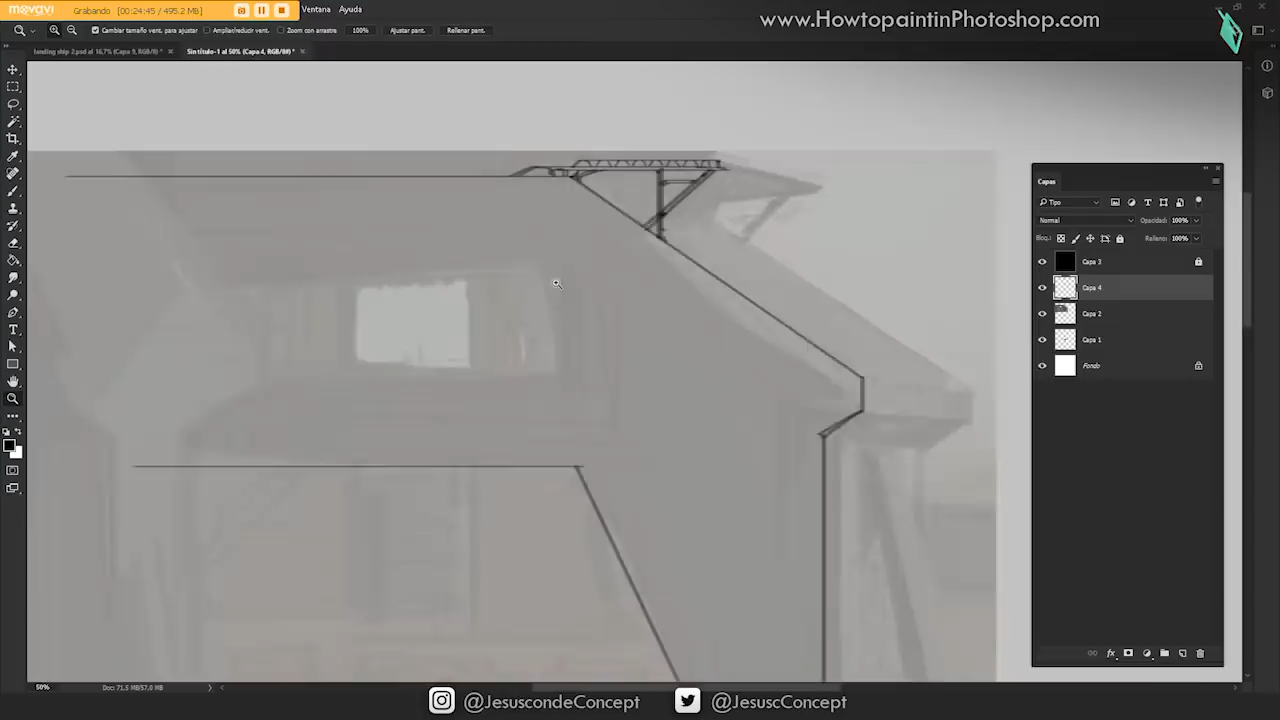 movavi Grabando [00:24:45 / 495.2 MB] Ventana Ayuda
www.HowtopaintinPhotoshop.com
Cambiar tamaño vent. para ajustar Ampliar/reducir vent. Zoom con arrastre 100% Ajustar pant. Rellenar pant.
landing ship 2.psd al 16,7% (Capa 9, RGB/8) * × Sin título-1 al 50% (Capa 4, RGB/8#) * ×
Capas
Tipo
Normal Opacidad: 100%
Bloq.: Relleno: 100%
Capa 3
Capa 4
Capa 2
Capa 1
Fondo
50% Doc: 71,5 MB/57,0 MB
@JesuscondeConcept @JesuscConcept